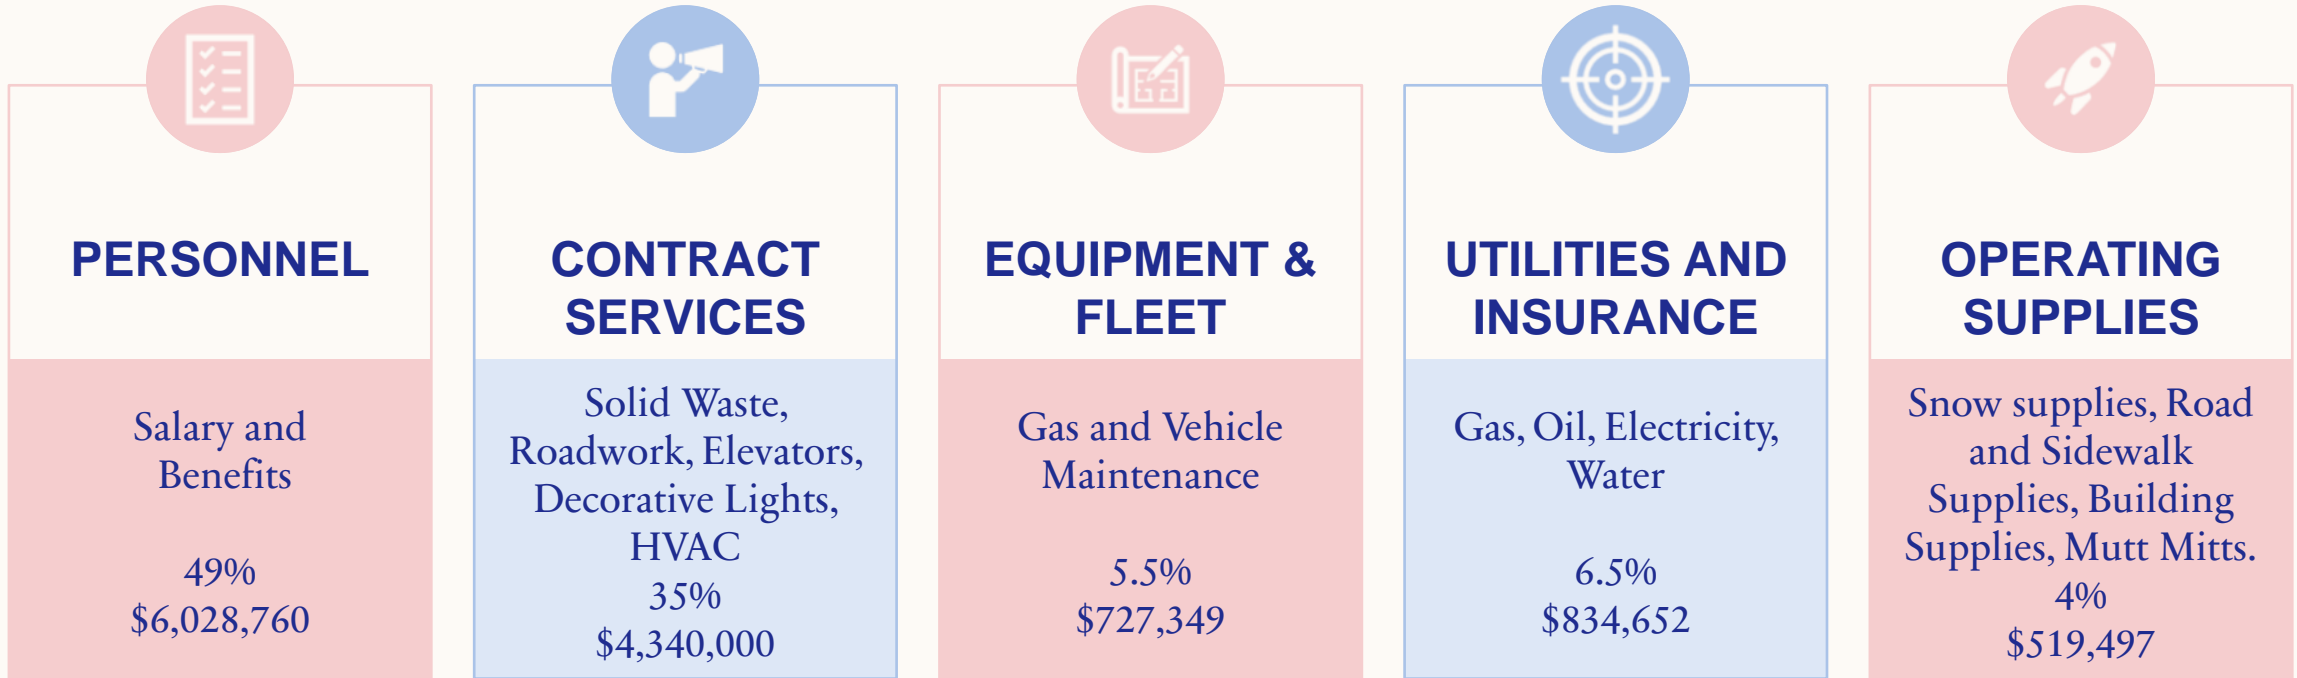 PERSONNEL
Salary and
Benefits
49%
$6,028,760
CONTRACT
SERVICES
Solid Waste,
Roadwork, Elevators,
Decorative Lights,
HVAC
35%
$4,340,000
EQUIPMENT &
FLEET
Gas and Vehicle
Maintenance
5.5%
$727,349
UTILITIES AND
INSURANCE
Gas, Oil, Electricity,
Water
6.5%
$834,652
OPERATING
SUPPLIES
Snow supplies, Road
and Sidewalk
Supplies, Building
Supplies, Mutt Mitts.
4%
$519,497